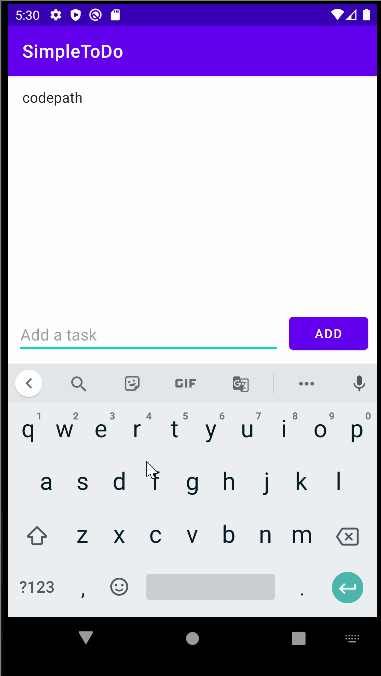 5:30
SimpleToDo
codepath
Add a task
ADD
GIF
1 2 3 4 5 6 7 8 9 0
q w e r t y u i o p
a s d f g h j k l
z x c v b n m
?123 , .